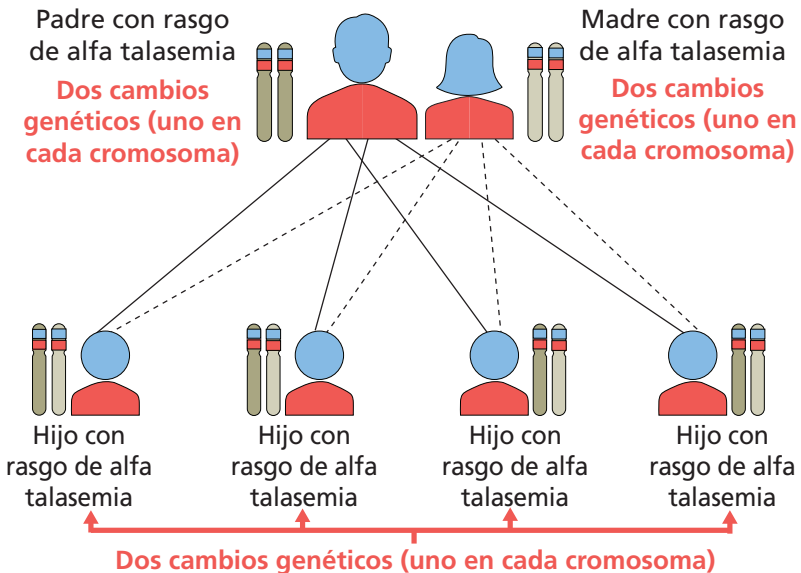 Padre con rasgo
de alfa talasemia
Dos cambios
genéticos (uno en
cada cromosoma)
Madre con rasgo
de alfa talasemia
Dos cambios
genéticos (uno en
cada cromosoma)
Hijo con
rasgo de alfa
talasemia
Hijo con
rasgo de alfa
talasemia
Hijo con
rasgo de alfa
talasemia
Hijo con
rasgo de alfa
talasemia
Dos cambios genéticos (uno en cada cromosoma)